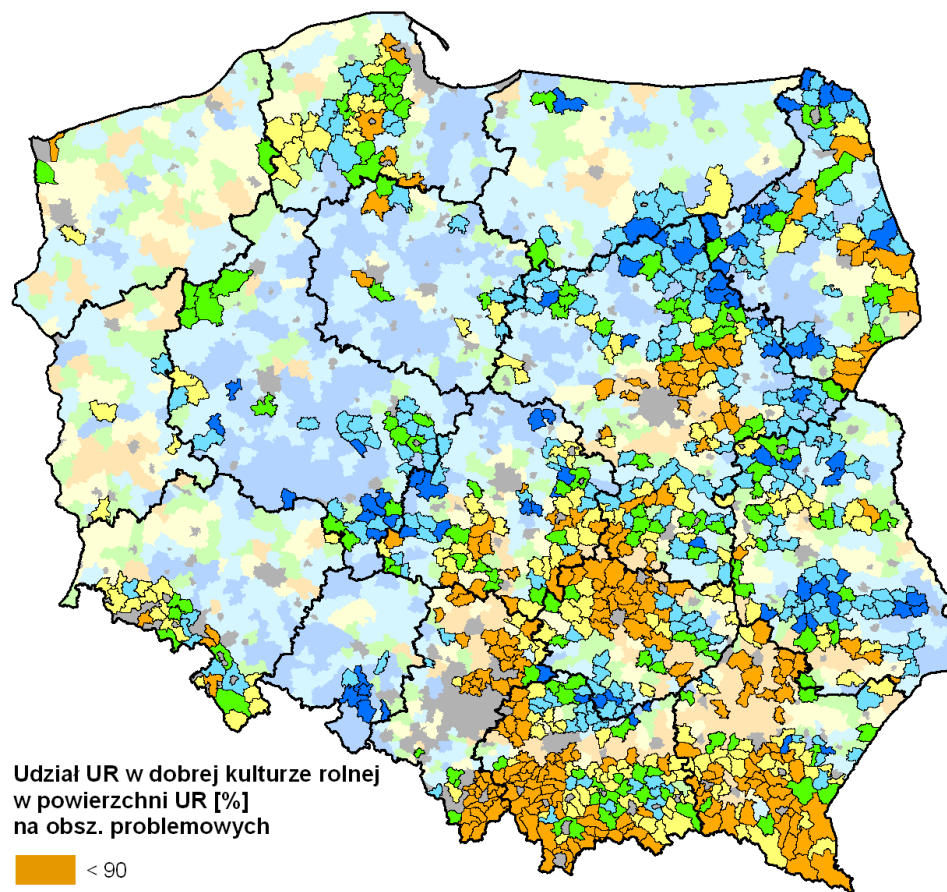 Udział UR w dobrej kulturze rolnej
w powierzchni UR [%]
na obsz. problemowych
< 90